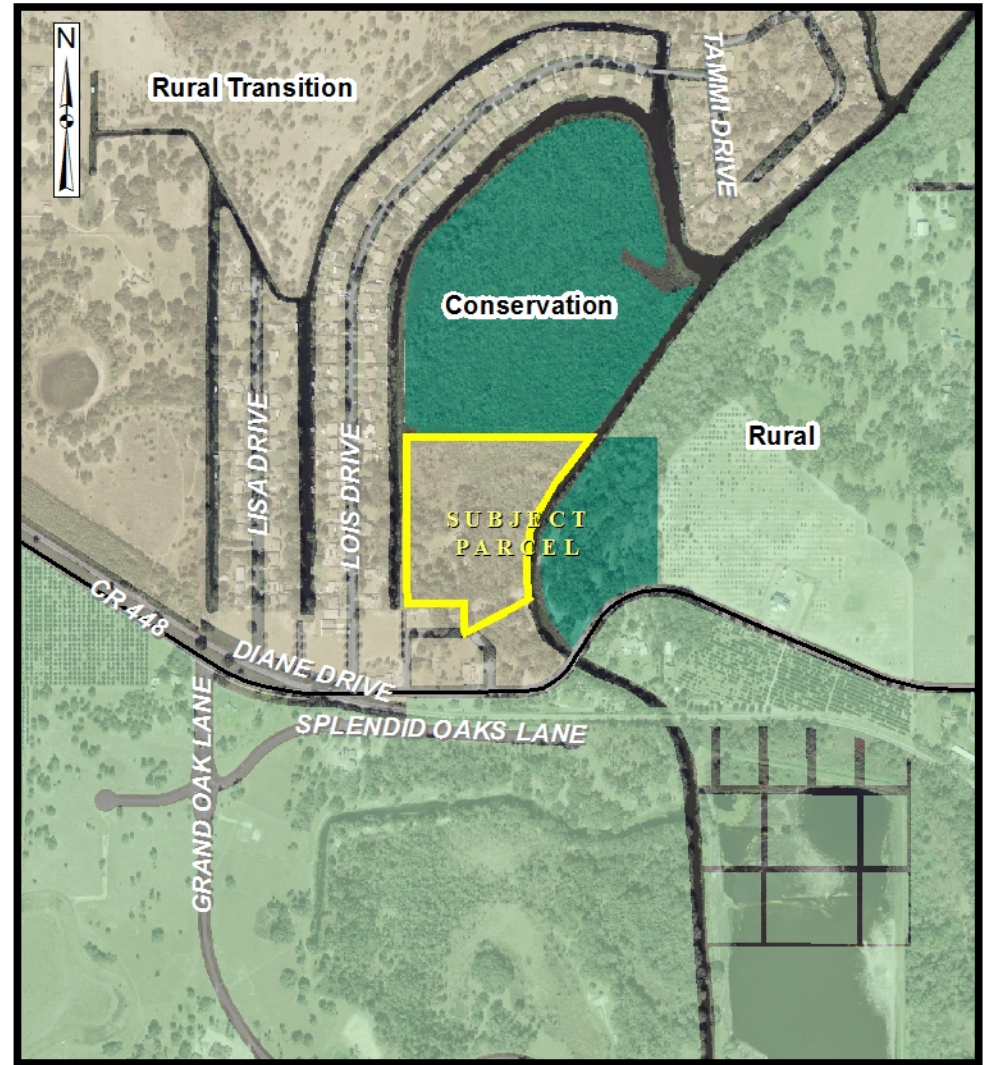 N
Rural Transition
TAMMI DRIVE
Conservation
Rural
LISA DRIVE
LOIS DRIVE
SUBJECT
PARCEL
CR 448
DIANE DRIVE
SPLENDID OAKS LANE
GRAND OAK LANE